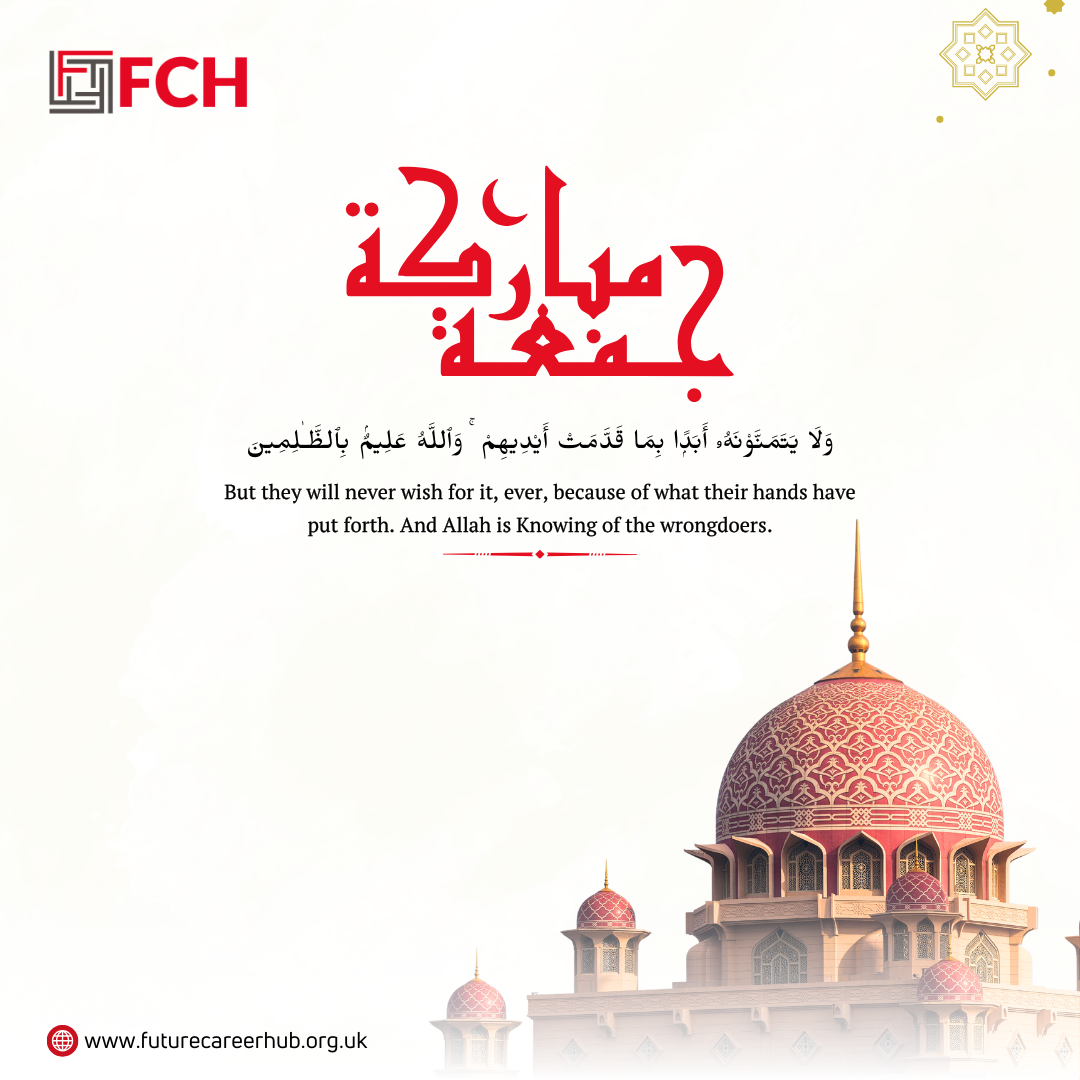 FCH
مباركة
جمعة
وَلَا يَتَمَنَّوْنَهُۥ أَبَدًۢا بِمَا قَدَّمَتْ أَيْدِيهِمْ ۚ وَٱللَّهُ عَلِيمٌۢ بِٱلظَّـٰلِمِينَ
But they will never wish for it, ever, because of what their hands have
put forth. And Allah is Knowing of the wrongdoers.
www.futurecareerhub.org.uk